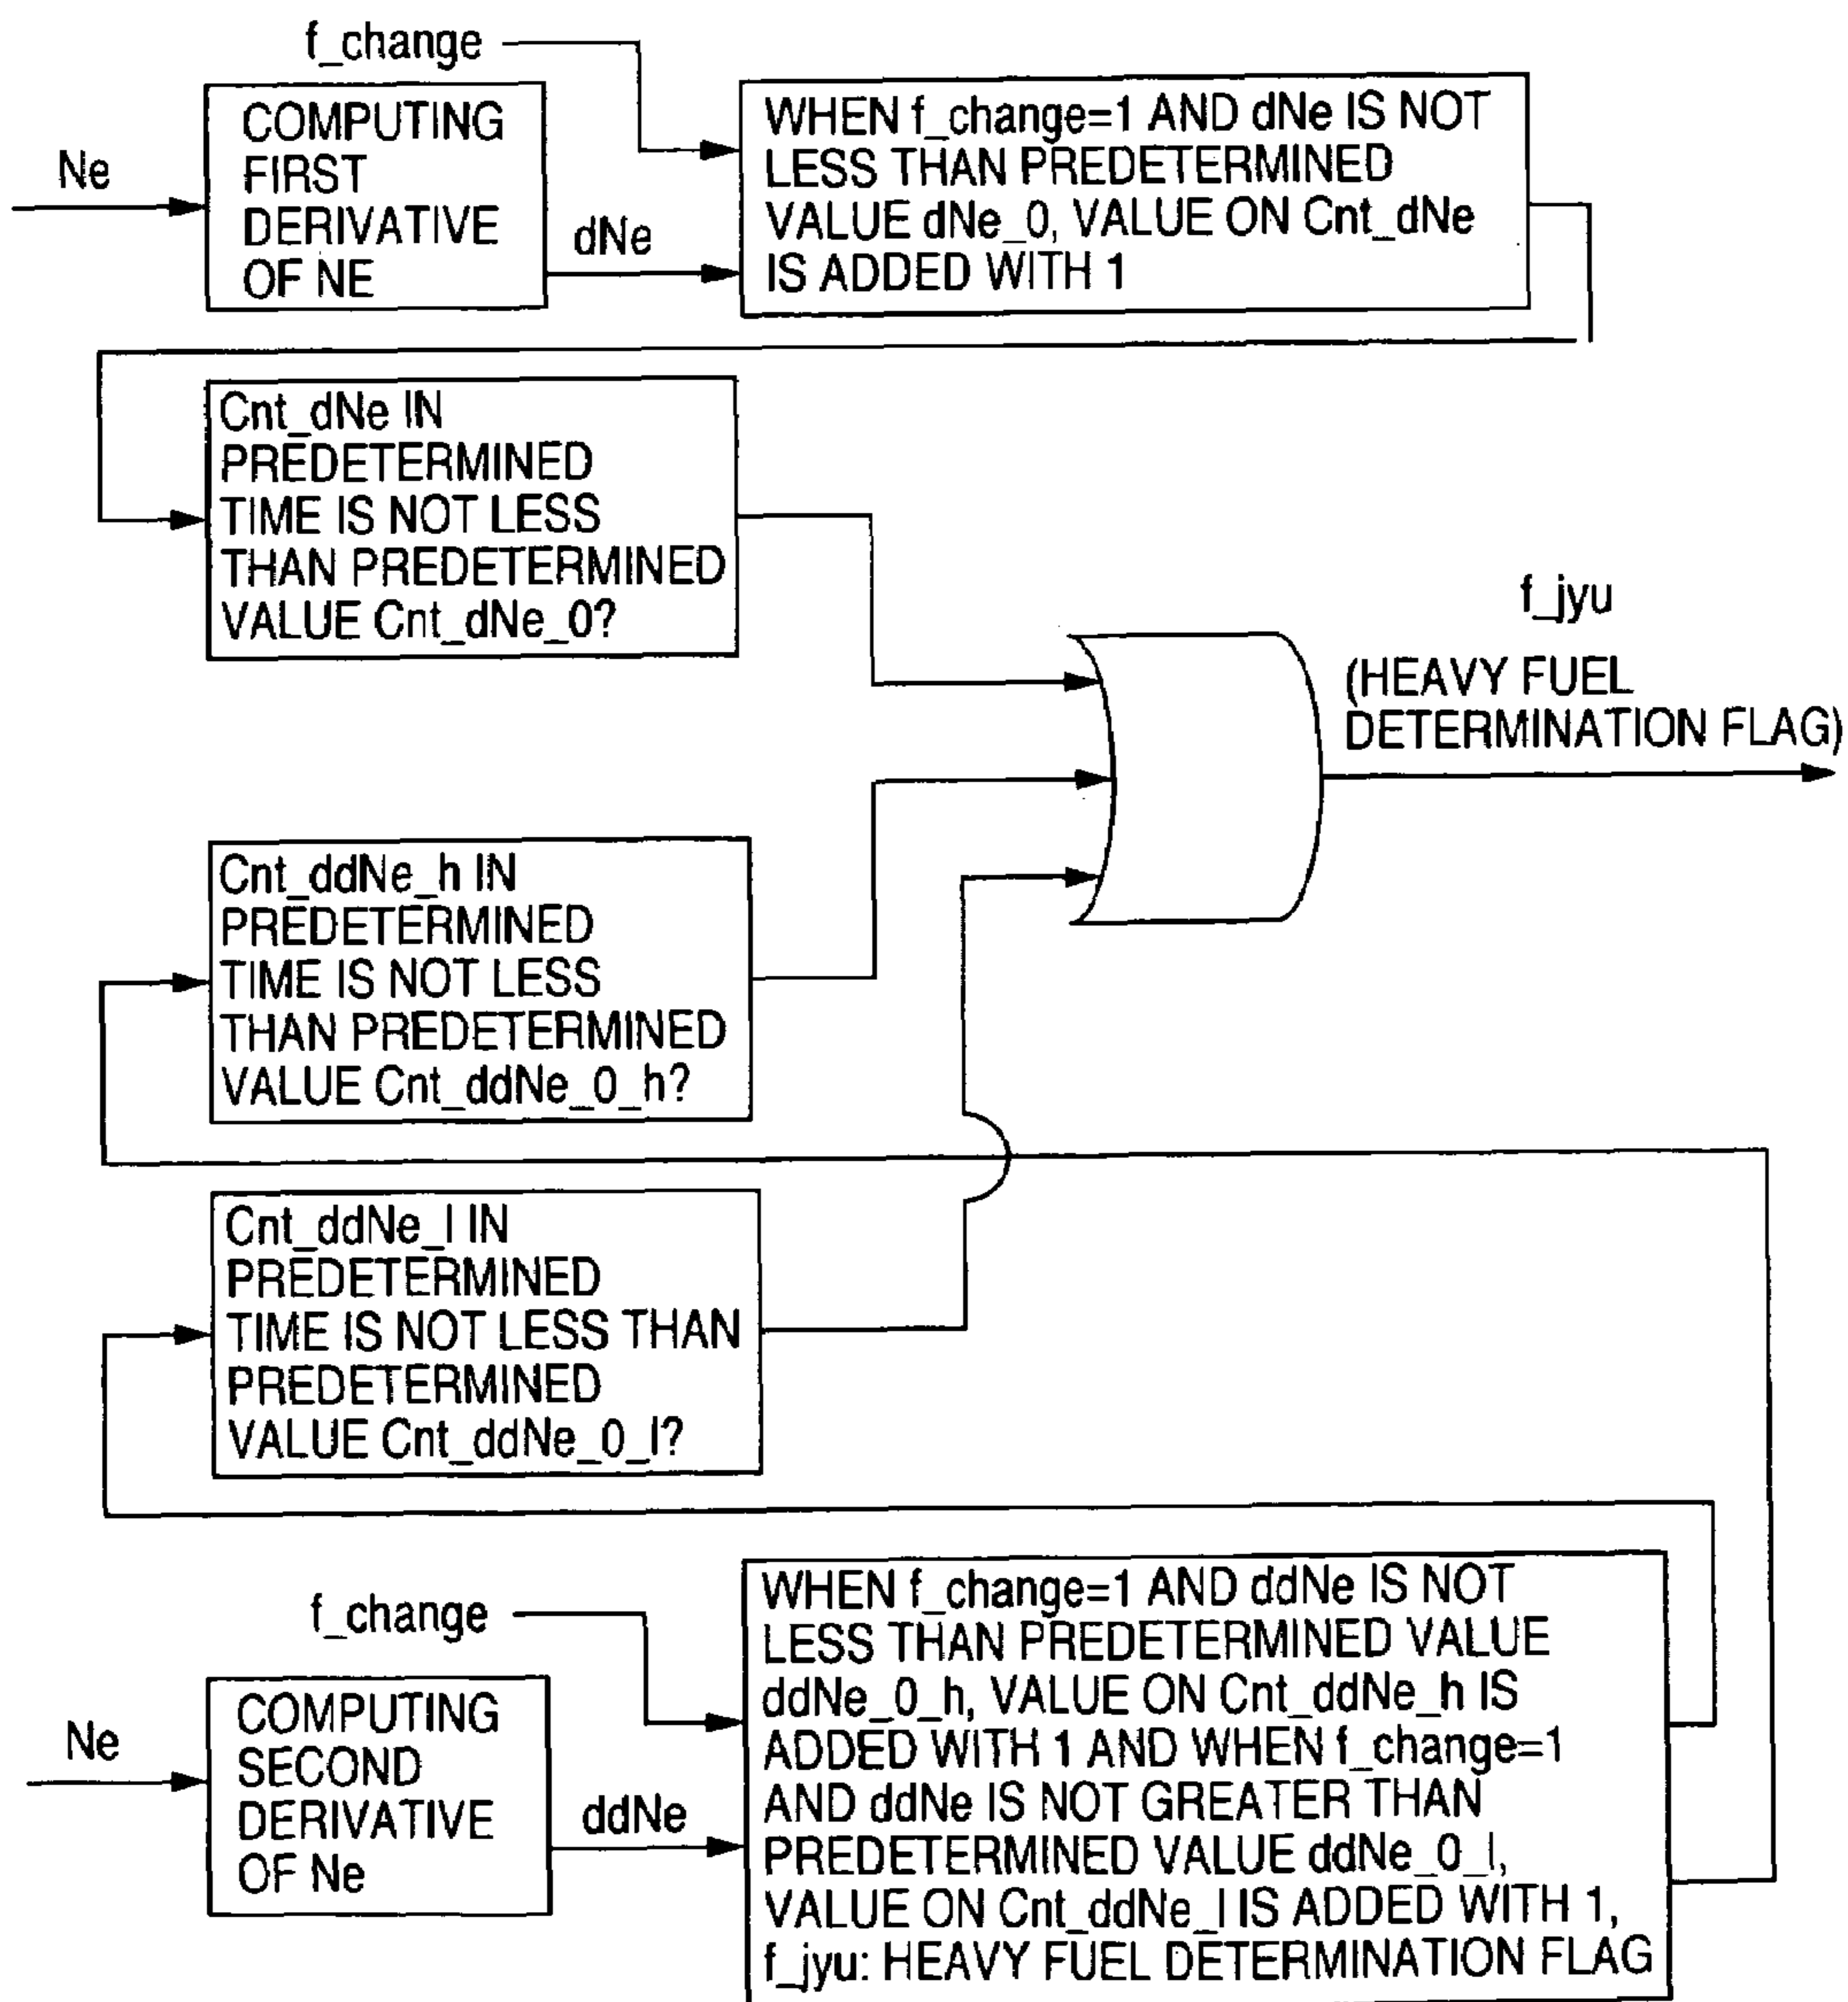 f_change
COMPUTING
FIRST
DERIVATIVE
OF NE
Ne
dNe
WHEN f_change=1 AND dNe IS NOT
LESS THAN PREDETERMINED
VALUE dNe_0, VALUE ON Cnt_dNe
IS ADDED WITH 1
Cnt_dNe IN
PREDETERMINED
TIME IS NOT LESS
THAN PREDETERMINED
VALUE Cnt_dNe_0?
f_jyu
(HEAVY FUEL
DETERMINATION FLAG)
Cnt_ddNe_h IN
PREDETERMINED
TIME IS NOT LESS
THAN PREDETERMINED
VALUE Cnt_ddNe_0_h?
Cnt_ddNe_l IN
PREDETERMINED
TIME IS NOT LESS THAN
PREDETERMINED
VALUE Cnt_ddNe_0_l?
f_change
Ne
COMPUTING
SECOND
DERIVATIVE
OF Ne
ddNe
WHEN f_change=1 AND ddNe IS NOT
LESS THAN PREDETERMINED VALUE
ddNe_0_h, VALUE ON Cnt_ddNe_h IS
ADDED WITH 1 AND WHEN f_change=1
AND ddNe IS NOT GREATER THAN
PREDETERMINED VALUE ddNe_0_l,
VALUE ON Cnt_ddNe_l IS ADDED WITH 1,
f_jyu: HEAVY FUEL DETERMINATION FLAG